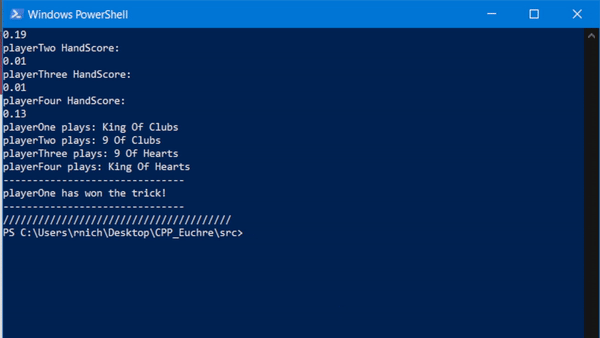 Windows PowerShell
0.19
playerTwo HandScore:
0.01
playerThree HandScore:
0.01
playerFour HandScore:
0.13
playerOne plays: King Of Clubs
playerTwo plays: 9 Of Clubs
playerThree plays: 9 Of Hearts
playerFour plays: King Of Hearts
-------------------------------
playerOne has won the trick!
-------------------------------
///////////////////////////////////////
PS C:\Users\rnich\Desktop\CPP_Euchre\src>